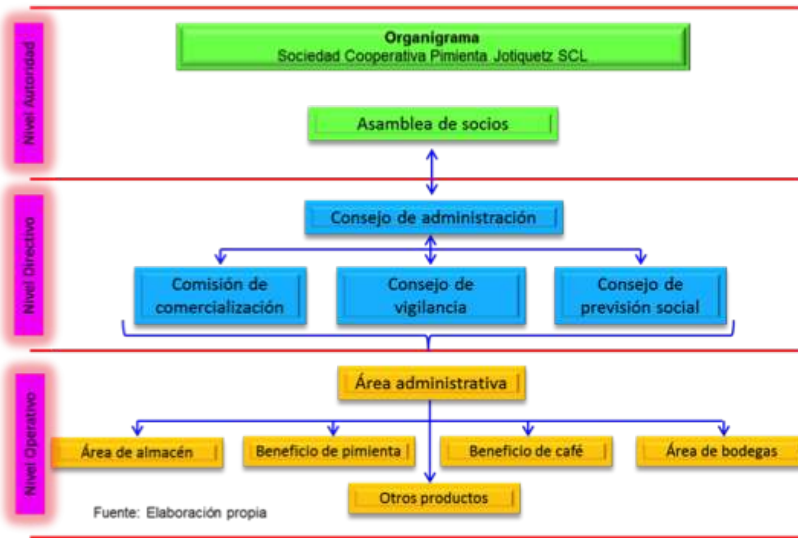 Nivel Autoridad
Organigrama
Sociedad Cooperativa Pimienta Jotiquetz SCL
Asamblea de socios
Nivel Directivo
Consejo de administración
Comisión de
comercialización
Consejo de
vigilancia
Consejo de
previsión social
Nivel Operativo
Área administrativa
Área de almacén
Beneficio de pimienta
Beneficio de café
Área de bodegas
Otros productos
Fuente: Elaboración propia